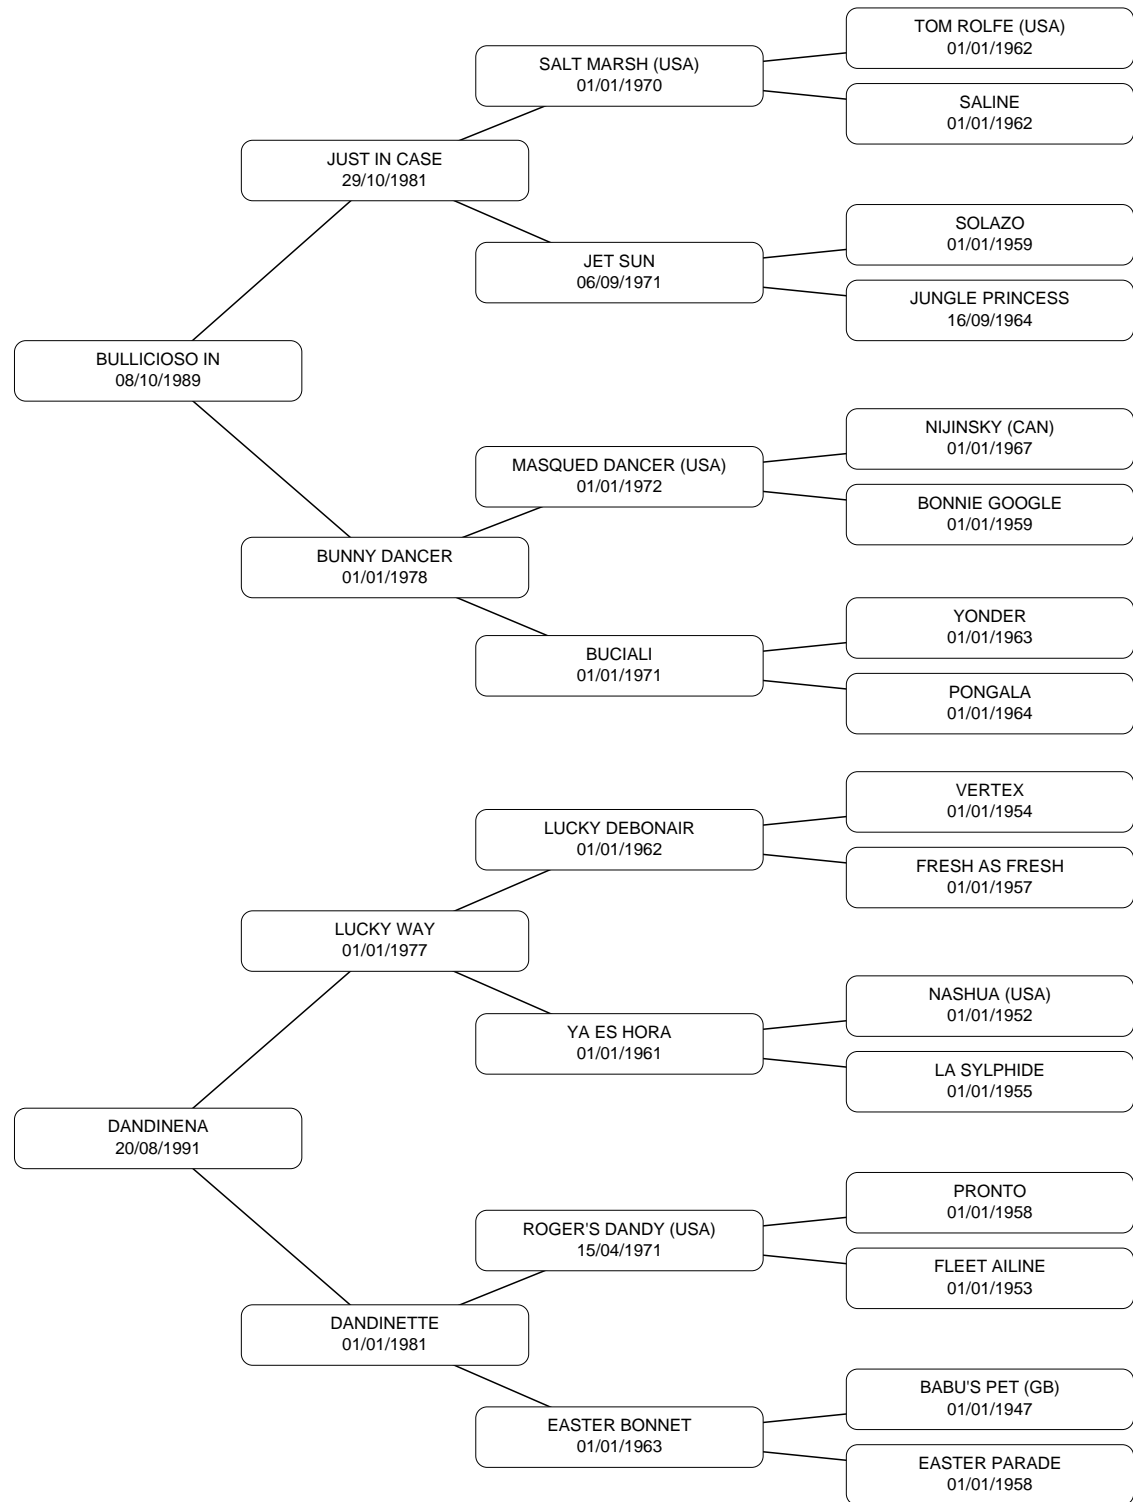 TOM ROLFE (USA)
01/01/1962
SALT MARSH (USA)
01/01/1970
SALINE
01/01/1962
JUST IN CASE
29/10/1981
SOLAZO
01/01/1959
JET SUN
06/09/1971
JUNGLE PRINCESS
16/09/1964
BULLICIOSO IN
08/10/1989
NIJINSKY (CAN)
01/01/1967
MASQUED DANCER (USA)
01/01/1972
BONNIE GOOGLE
01/01/1959
BUNNY DANCER
01/01/1978
YONDER
01/01/1963
BUCIALI
01/01/1971
PONGALA
01/01/1964
VERTEX
01/01/1954
LUCKY DEBONAIR
01/01/1962
FRESH AS FRESH
01/01/1957
LUCKY WAY
01/01/1977
NASHUA (USA)
01/01/1952
YA ES HORA
01/01/1961
LA SYLPHIDE
01/01/1955
DANDINENA
20/08/1991
PRONTO
01/01/1958
ROGER'S DANDY (USA)
15/04/1971
FLEET AILINE
01/01/1953
DANDINETTE
01/01/1981
BABU'S PET (GB)
01/01/1947
EASTER BONNET
01/01/1963
EASTER PARADE
01/01/1958